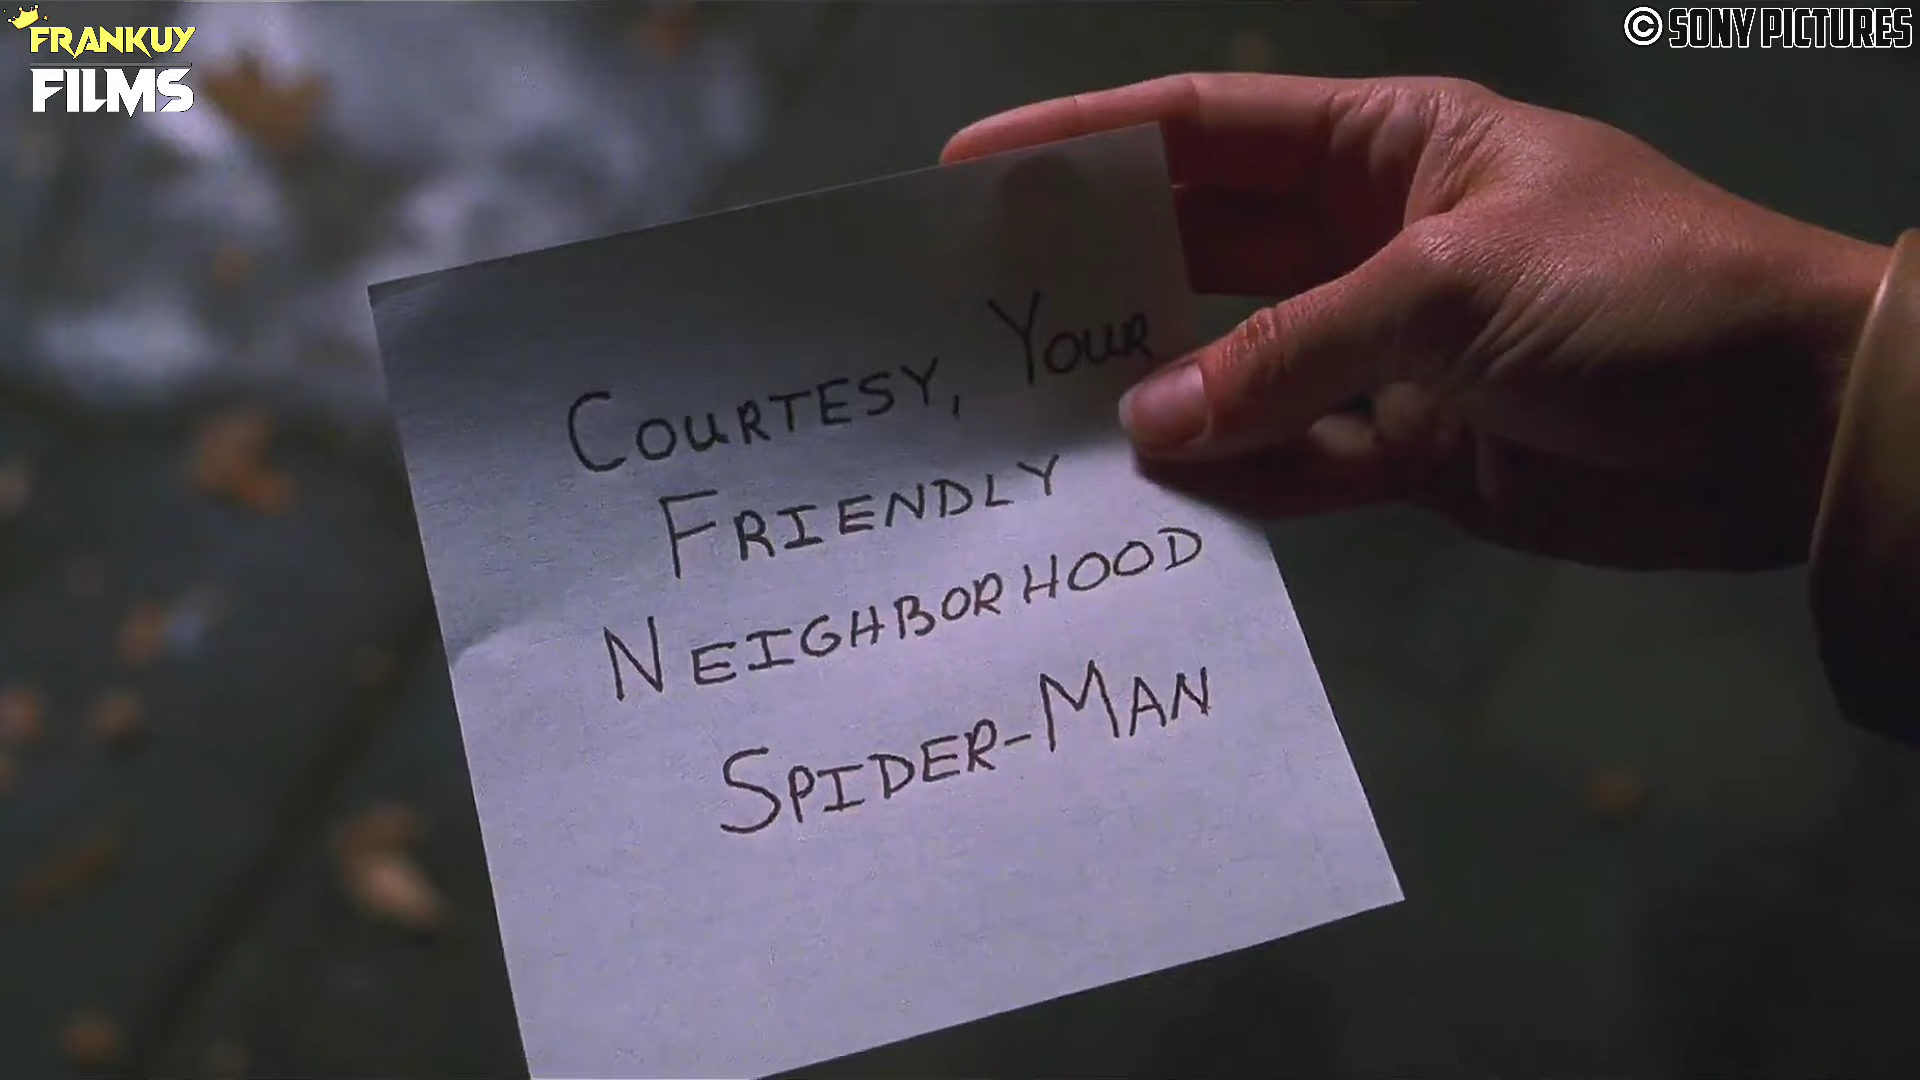 FRANKUY
FILMS
© SONY PICTURES
COURTESY, YOUR
FRIENDLY
NEIGHBORHOOD
SPIDER-MAN